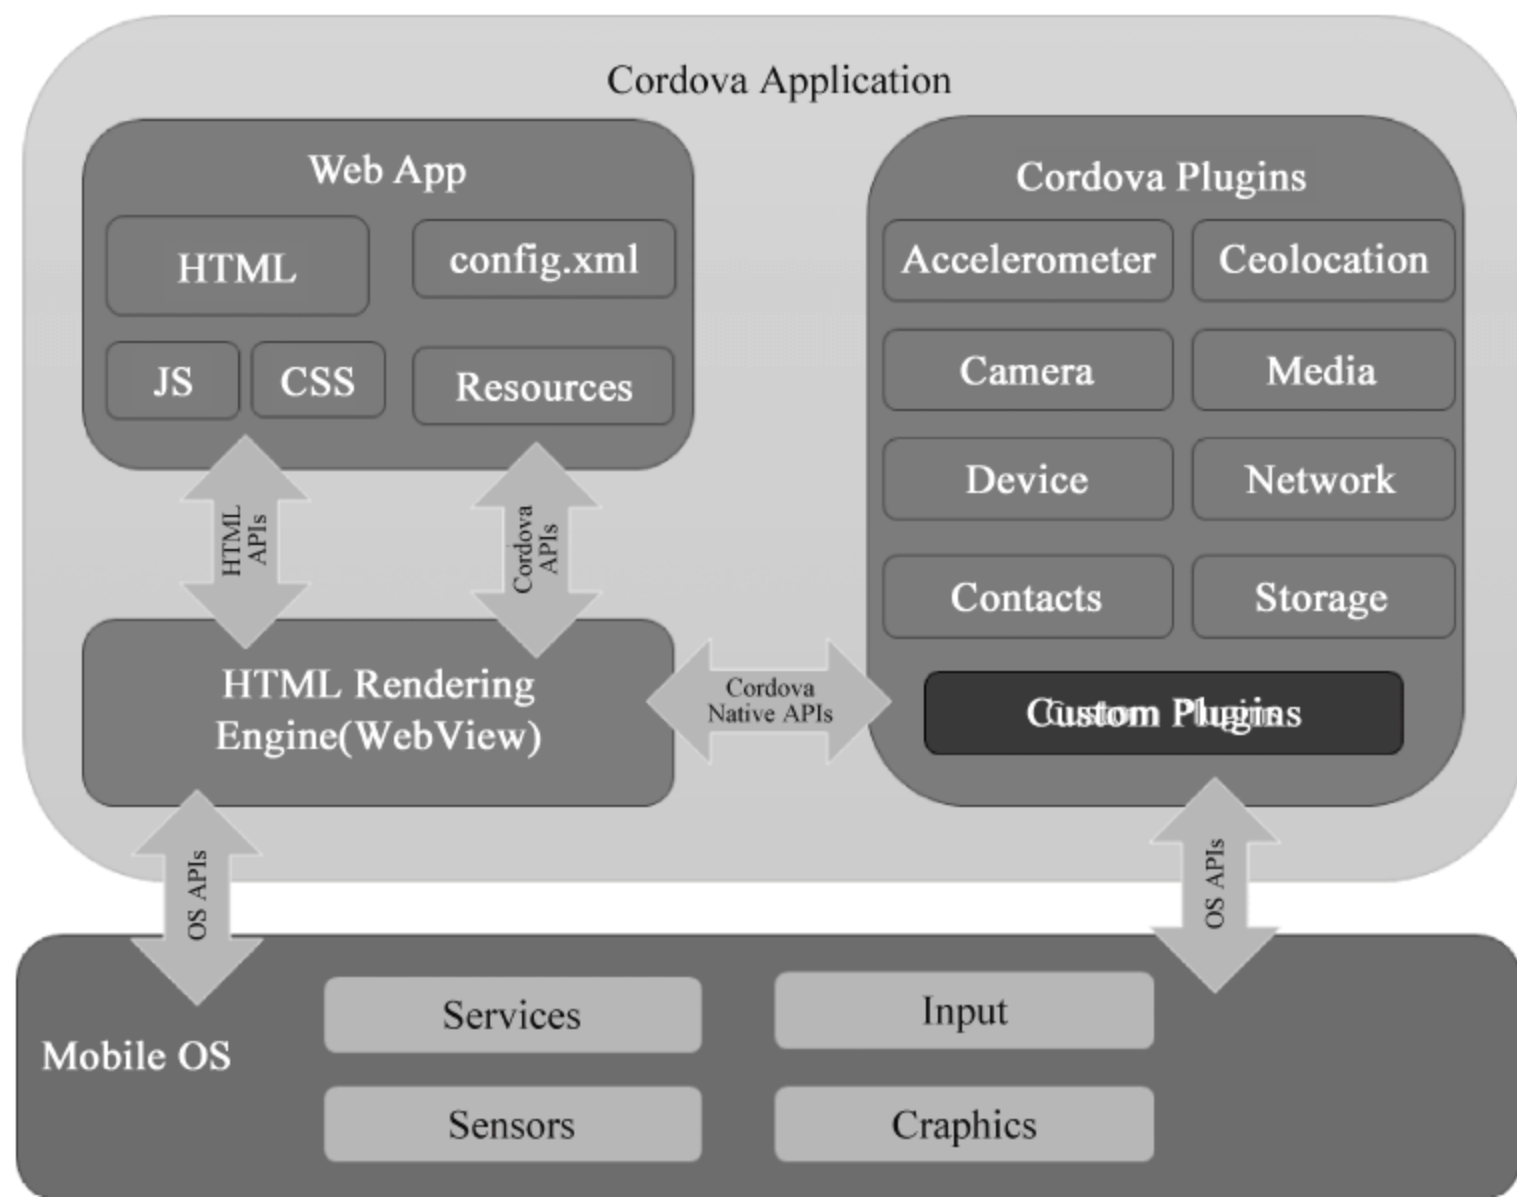 Cordova Application
Web App
HTML
config.xml
JS
CSS
Resources
HTML
APIs
Cordova
APIs
HTML Rendering
Engine(WebView)
Cordova
Native APIs
Cordova Plugins
Accelerometer
Ceolocation
Camera
Media
Device
Network
Contacts
Storage
Custom Plugins
OS APIs
OS APIs
Mobile OS
Services
Input
Sensors
Craphics